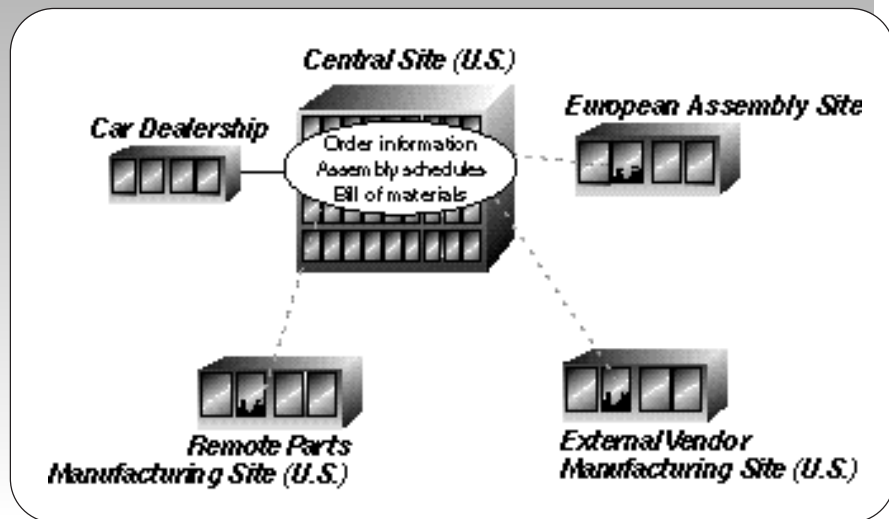 Central Site (U.S.)
European Assembly Site
Car Dealership
Order information
Assembly schedules
Bill of materials
Remote Parts
Manufacturing Site (U.S.)
External Vendor
Manufacturing Site (U.S.)